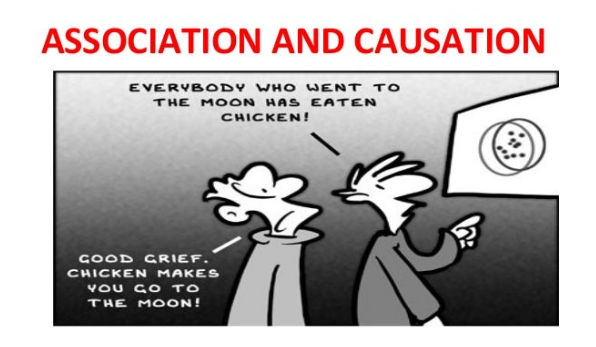 ASSOCIATION AND CAUSATION
EVERYBODY WHO WENT TO
THE MOON HAS EATEN
CHICKEN!
GOOD GRIEF.
CHICKEN MAKES
YOU GO TO
THE MOON!